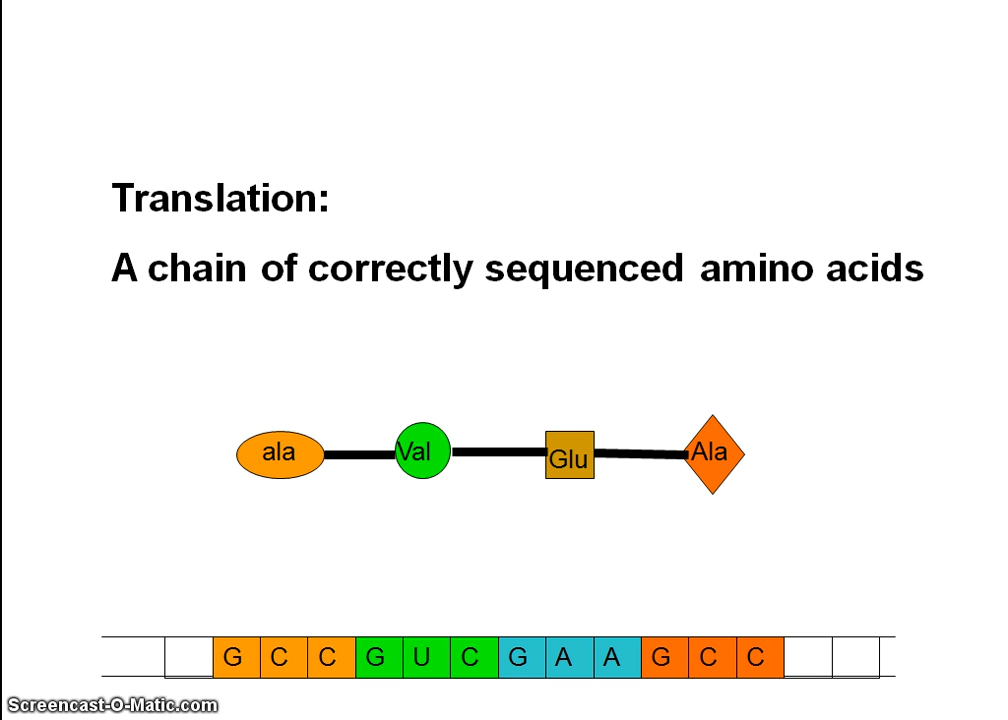 Translation:
A chain of correctly sequenced amino acids
ala Val Glu Ala
G C C G U C G A A G C C
Screencast-O-Matic.com